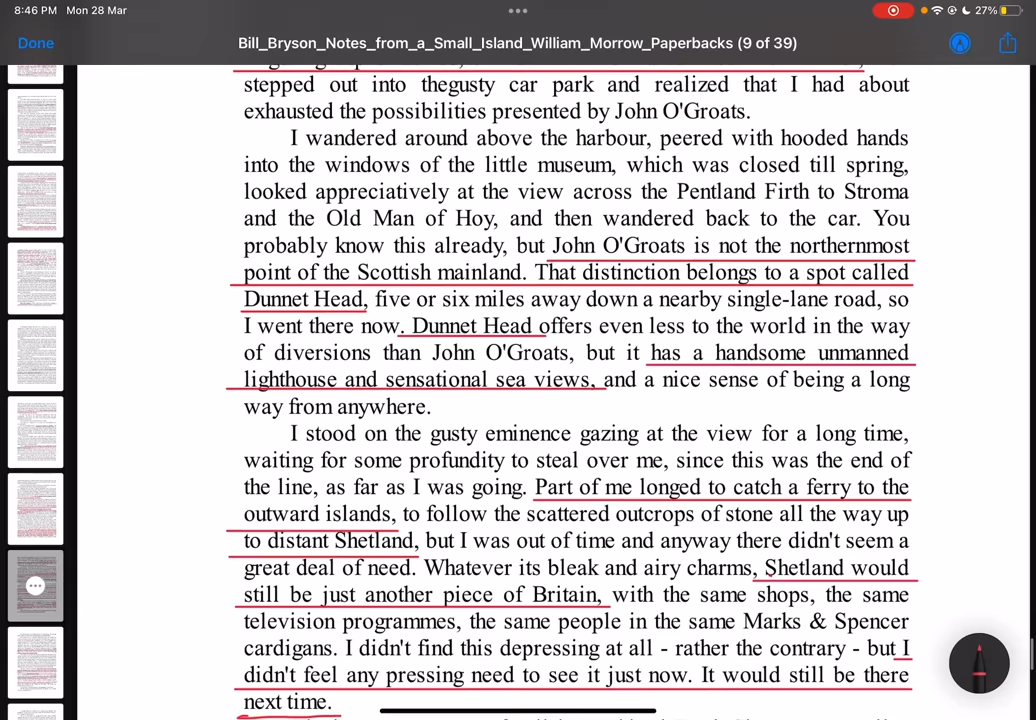 8:46 PM Mon 28 Mar
27%
Done
Bill_Bryson_Notes_from_a_Small_Island_William_Morrow_Paperbacks (9 of 39)
stepped out into thegusty car park and realized that I had about
exhausted the possibilities presented by John O'Groats.
I wandered around above the harbour, peered with hooded hands
into the windows of the little museum, which was closed till spring,
looked appreciatively at the view across the Pentland Firth to Stroma
and the Old Man of Hoy, and then wandered back to the car. You
probably know this already, but John O'Groats is not the northernmost
point of the Scottish mainland. That distinction belongs to a spot called
Dunnet Head, five or six miles away down a nearby single-lane road, so
I went there now. Dunnet Head offers even less to the world in the way
of diversions than John O'Groats, but it has a handsome unmanned
lighthouse and sensational sea views, and a nice sense of being a long
way from anywhere.
I stood on the gusty eminence gazing at the view for a long time,
waiting for some profundity to steal over me, since this was the end of
the line, as far as I was going. Part of me longed to catch a ferry to the
outward islands, to follow the scattered outcrops of stone all the way up
to distant Shetland, but I was out of time and anyway there didn't seem a
great deal of need. Whatever its bleak and airy charms, Shetland would
still be just another piece of Britain, with the same shops, the same
television programmes, the same people in the same Marks & Spencer
cardigans. I didn't find this depressing at all - rather the contrary - but I
didn't feel any pressing need to see it just now. It would still be there
next time.